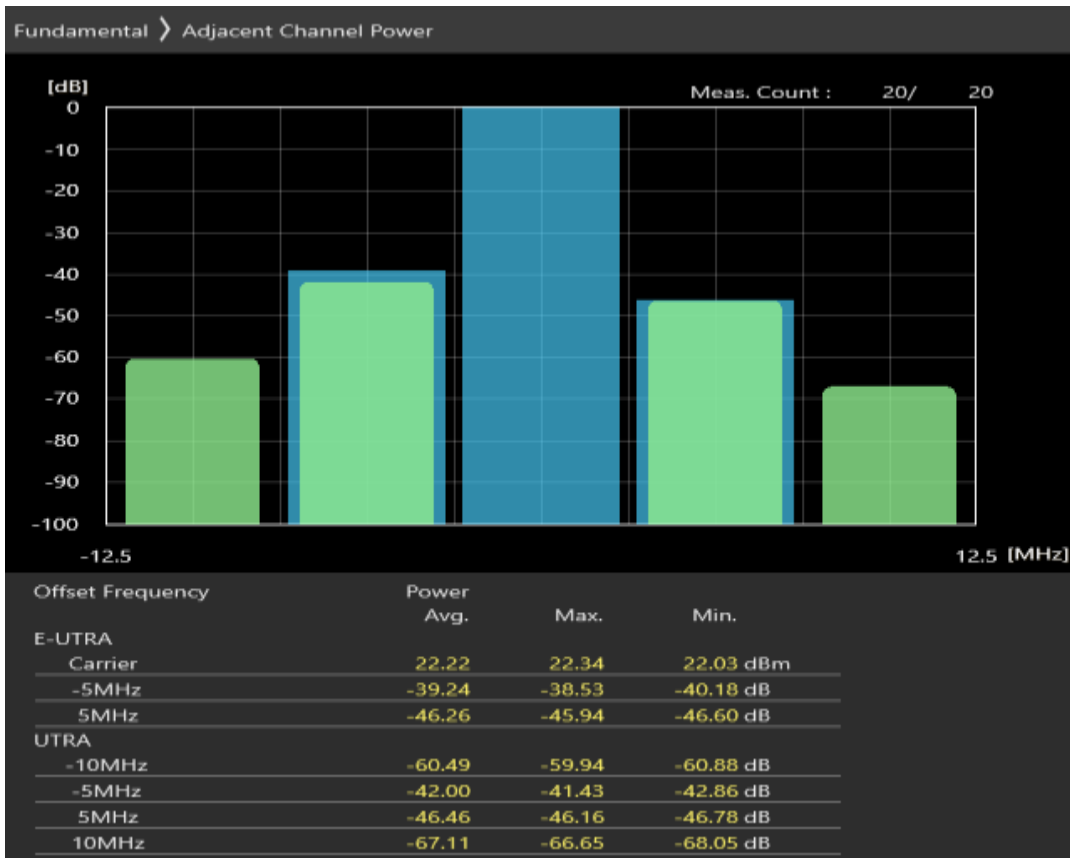 Fundamental ❭ Adjacent Channel Power
[dB]
Meas. Count : 20/ 20
0
-10
-20
-30
-40
-50
-60
-70
-80
-90
-100
-12.5 12.5 [MHz]
Offset Frequency Power
Avg. Max. Min.
E-UTRA
Carrier 22.22 22.34 22.03 dBm
-5MHz -39.24 -38.53 -40.18 dB
5MHz -46.26 -45.94 -46.60 dB
UTRA
-10MHz -60.49 -59.94 -60.88 dB
-5MHz -42.00 -41.43 -42.86 dB
5MHz -46.46 -46.16 -46.78 dB
10MHz -67.11 -66.65 -68.05 dB